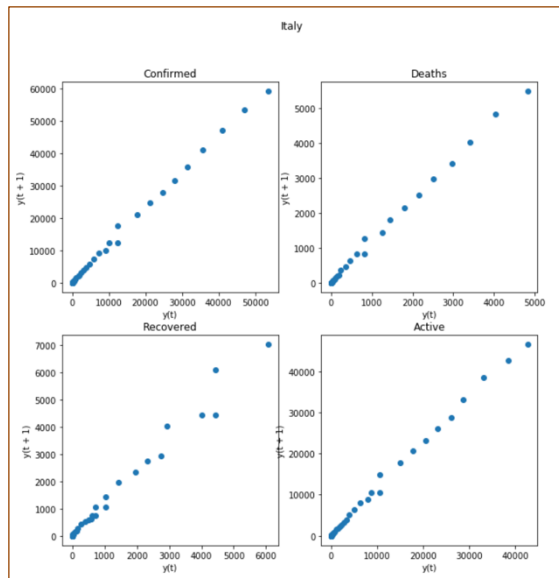 Italy
Confirmed
60000
50000
40000
30000
20000
10000
0
y(t + 1)
0 10000 20000 30000 40000 50000
y(t)
Deaths
5000
4000
3000
2000
1000
0
y(t + 1)
0 1000 2000 3000 4000 5000
y(t)
Recovered
7000
6000
5000
4000
3000
2000
1000
0
y(t + 1)
0 1000 2000 3000 4000 5000 6000
y(t)
Active
40000
30000
20000
10000
0
y(t + 1)
0 10000 20000 30000 40000
y(t)